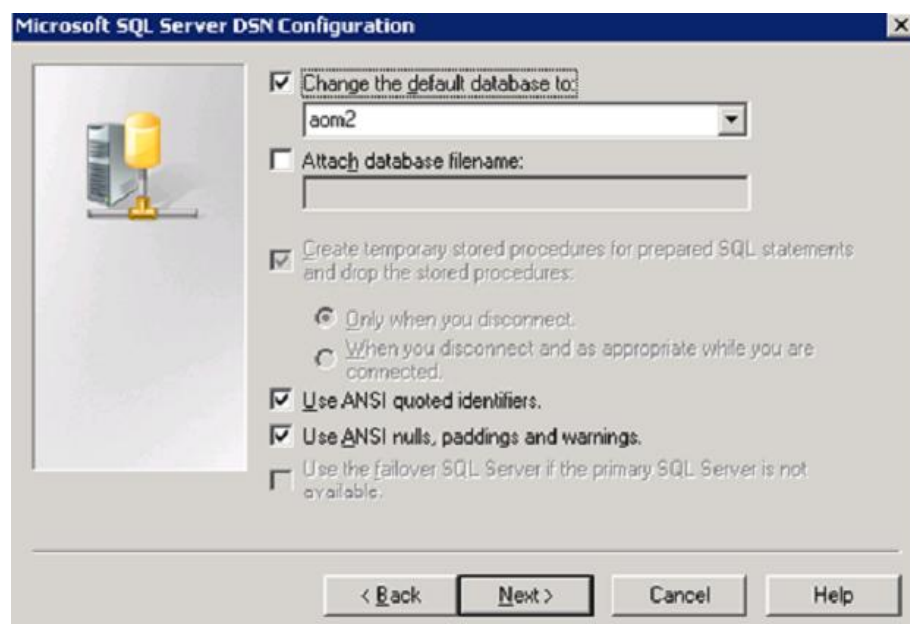 Microsoft SQL Server DSN Configuration
Change the default database to:
aom2
Attach database filename:
Create temporary stored procedures for prepared SQL statements
and drop the stored procedures:
Only when you disconnect.
When you disconnect and as appropriate while you are
connected.
Use ANSI quoted identifiers.
Use ANSI nulls, paddings and warnings.
Use the failover SQL Server if the primary SQL Server is not
available.
< Back
Next >
Cancel
Help